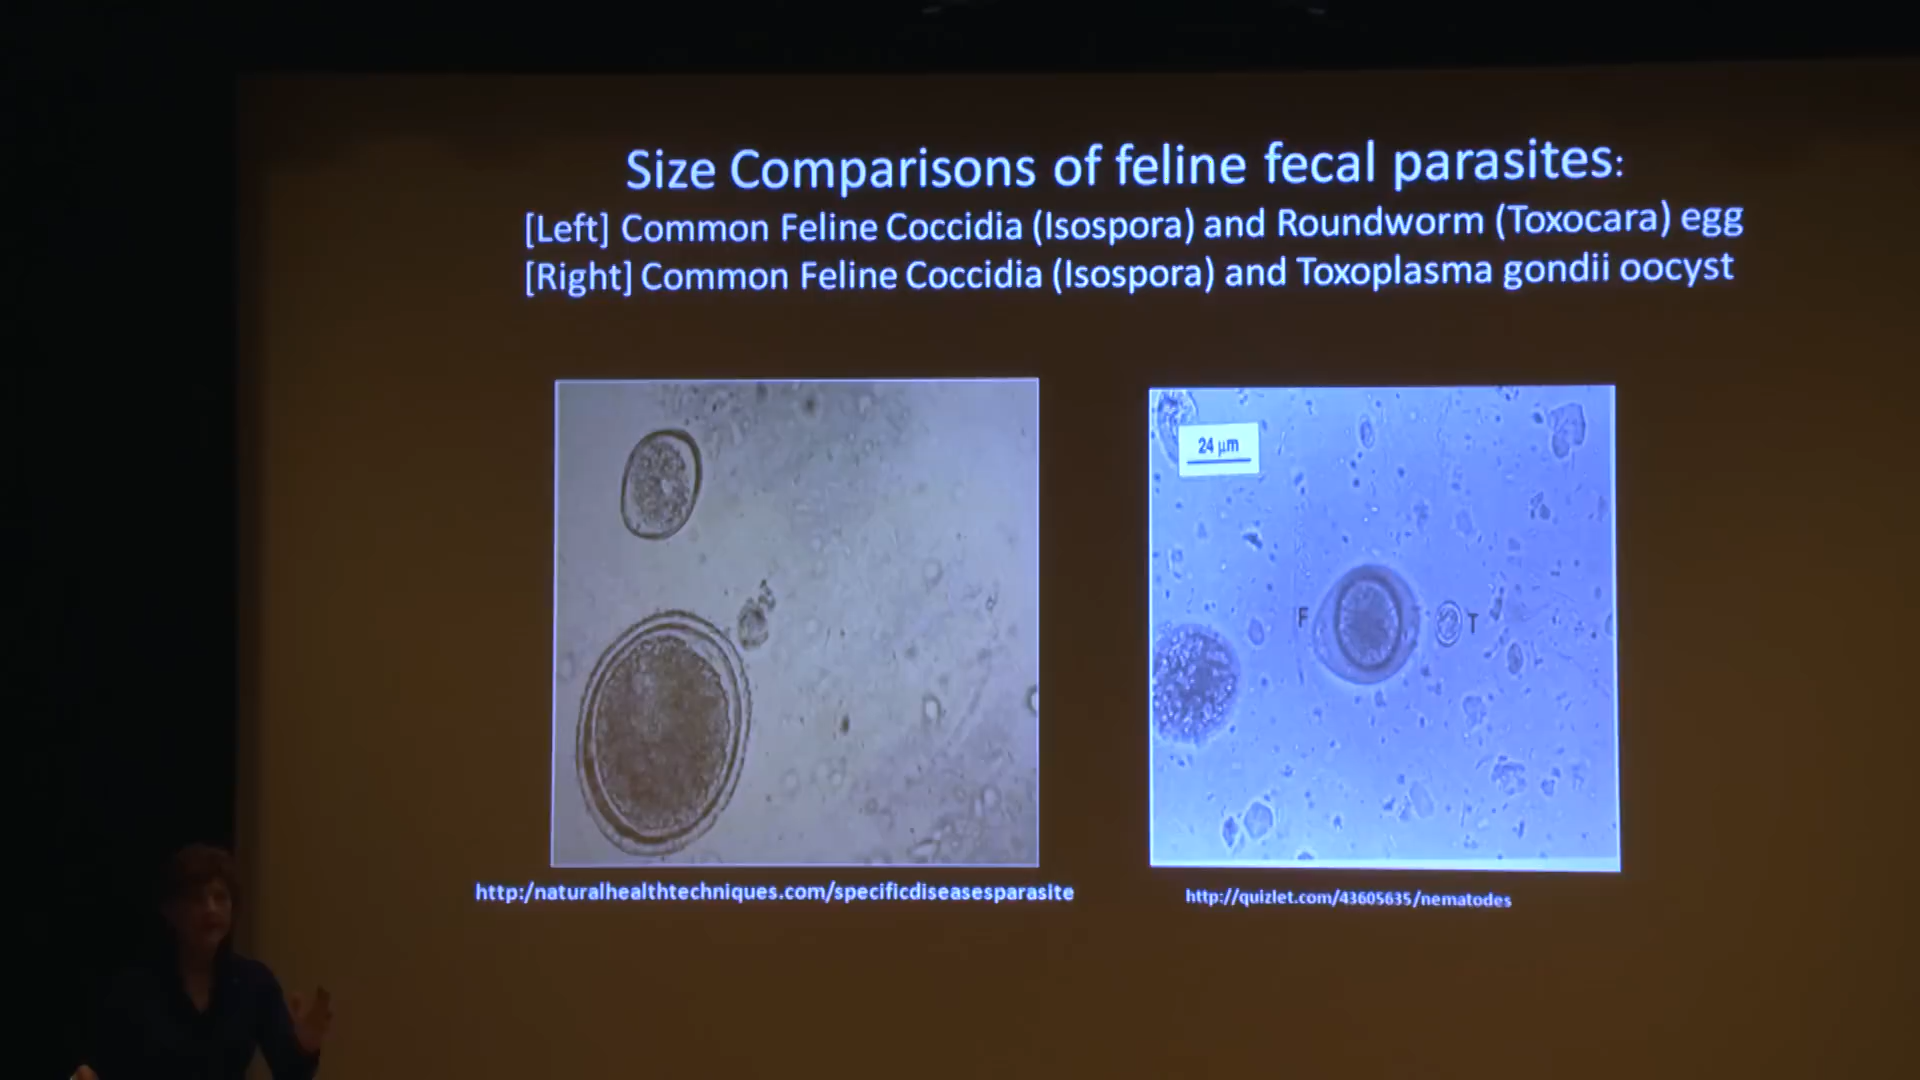 Size Comparisons of feline fecal parasites:
[Left] Common Feline Coccidia (Isospora) and Roundworm (Toxocara) egg
[Right] Common Feline Coccidia (Isospora) and Toxoplasma gondii oocyst
24 µm
F
T
http:/naturalhealthtechniques.com/specificdiseasesparasite
http://quizlet.com/43605635/nematodes